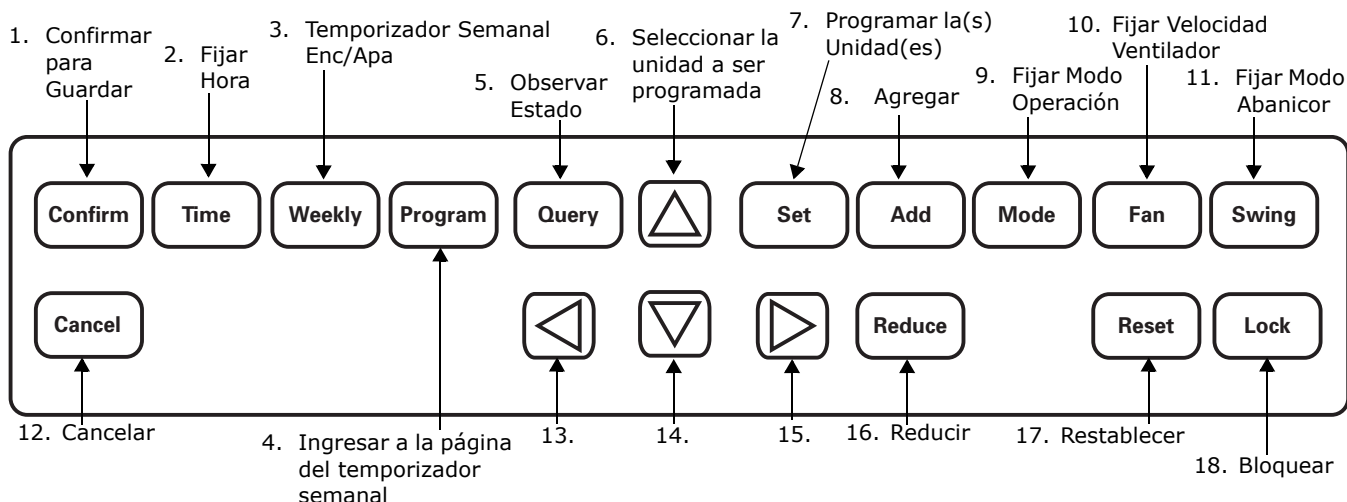 1. Confirmar
para
Guardar
2. Fijar
Hora
3. Temporizador Semanal
Enc/Apa
5. Observar
Estado
6. Seleccionar la
unidad a ser
programada
7. Programar la(s)
Unidad(es)
8. Agregar
9. Fijar Modo
Operación
10. Fijar Velocidad
Ventilador
11. Fijar Modo
Abanicor
Confirm
Time
Weekly
Program
Query
Set
Add
Mode
Fan
Swing
Cancel
Reduce
Reset
Lock
12. Cancelar
4. Ingresar a la página
del temporizador
semanal
13.
14.
15.
16. Reducir
17. Restablecer
18. Bloquear